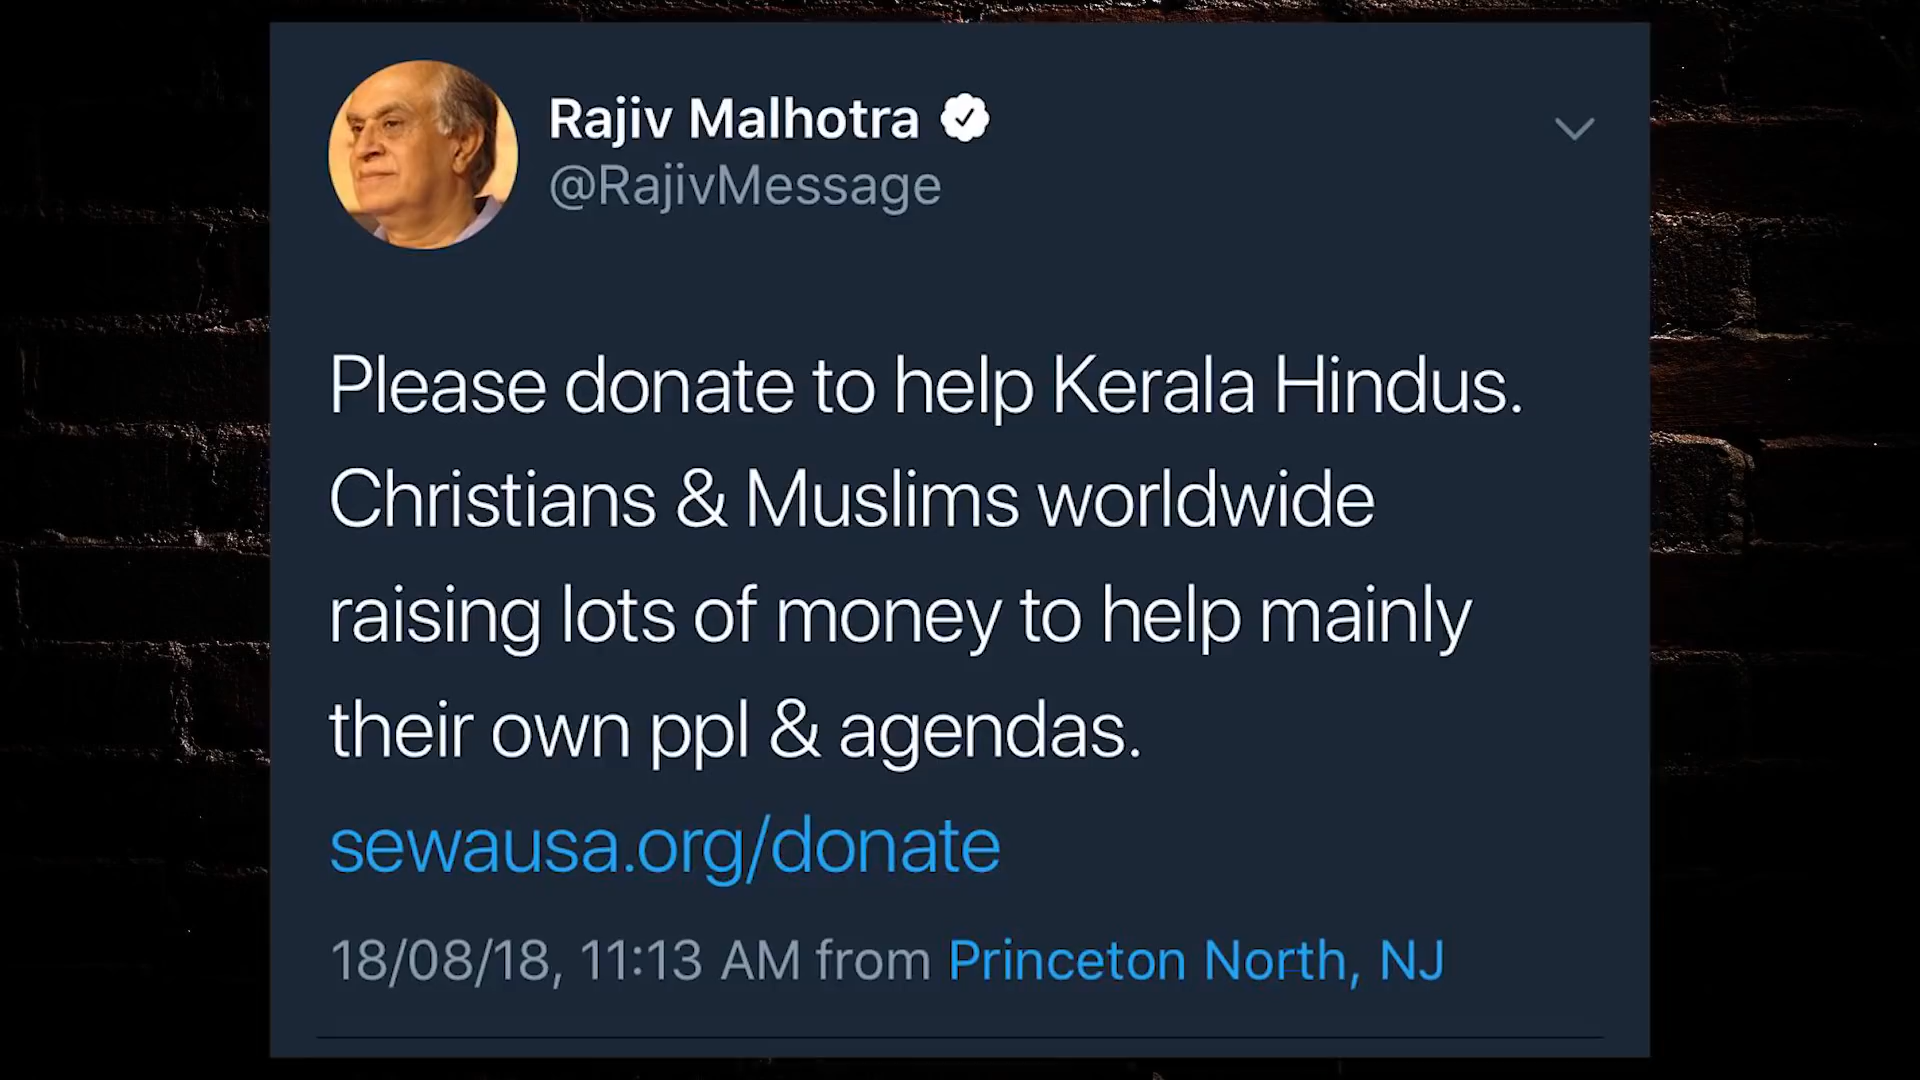 Rajiv Malhotra
@RajivMessage
Please donate to help Kerala Hindus.
Christians & Muslims worldwide
raising lots of money to help mainly
their own ppl & agendas.
sewausa.org/donate
18/08/18, 11:13 AM from Princeton North, NJ